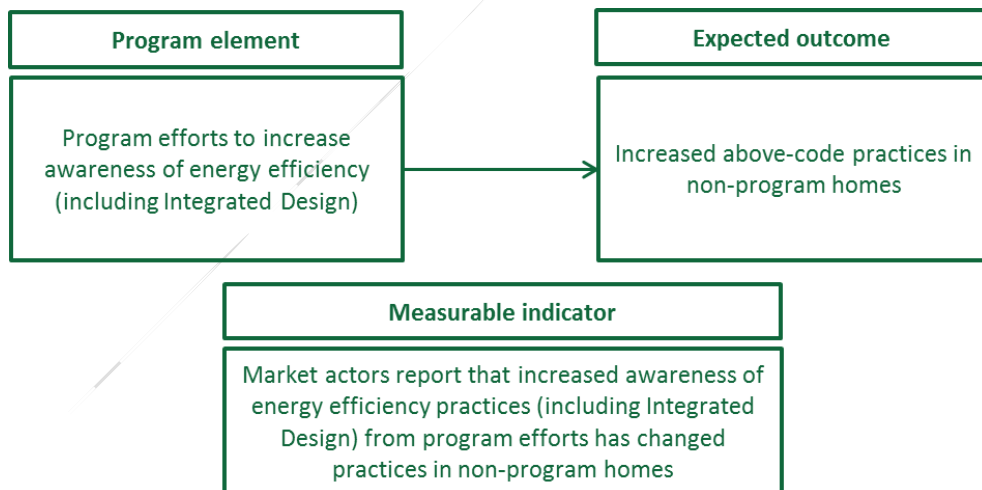 Program element
Program efforts to increase
awareness of energy efficiency
(including Integrated Design)
Expected outcome
Increased above-code practices in
non-program homes
Measurable indicator
Market actors report that increased awareness of
energy efficiency practices (including Integrated
Design) from program efforts has changed
practices in non-program homes